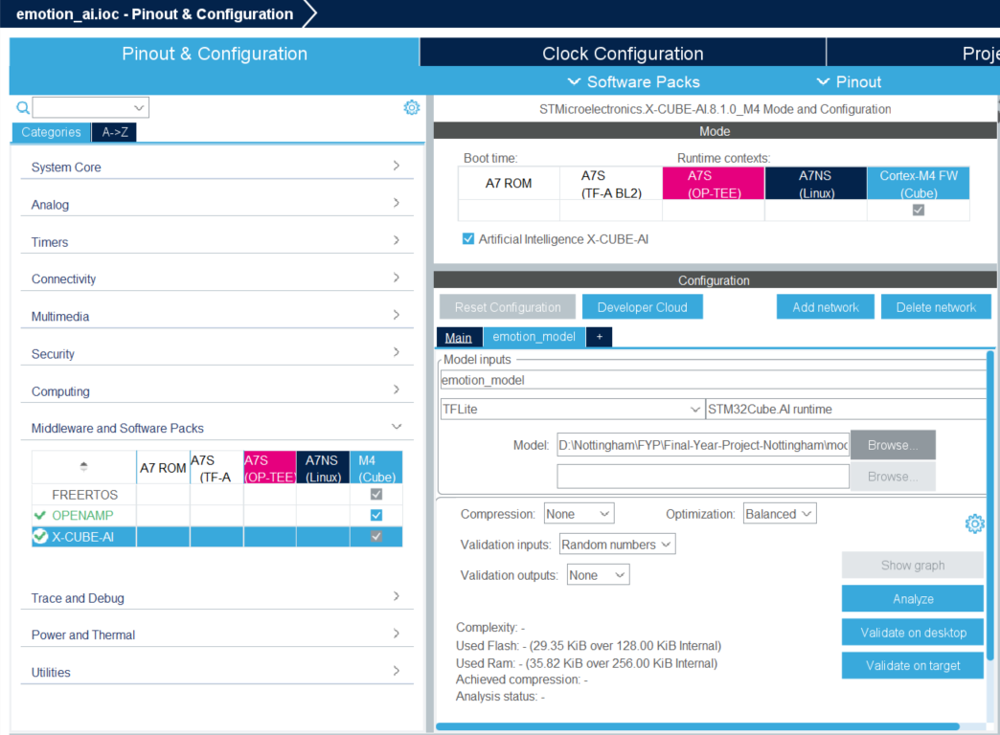 emotion_ai.ioc - Pinout & Configuration
Pinout & Configuration
Clock Configuration
Proje
Software Packs
Pinout
Categories
A->Z
System Core
Analog
Timers
Connectivity
Multimedia
Security
Computing
Middleware and Software Packs
A7 ROM
A7S
(TF-A
A7S
(OP-TEE)
A7NS
(Linux)
M4
(Cube)
FREERTOS
OPENAMP
X-CUBE-AI
Trace and Debug
Power and Thermal
Utilities
STMicroelectronics.X-CUBE-AI.8.1.0_M4 Mode and Configuration
Mode
Boot time:
Runtime contexts:
A7 ROM
A7S
(TF-A BL2)
A7S
(OP-TEE)
A7NS
(Linux)
Cortex-M4 FW
(Cube)
Artificial Intelligence X-CUBE-AI
Configuration
Reset Configuration
Developer Cloud
Add network
Delete network
Main
emotion_model
+
Model inputs
emotion_model
TFLite
STM32Cube.AI runtime
Model:
D:\Nottingham\FYP\Final-Year-Project-Nottingham\moc
Browse...
Browse...
Compression:
None
Optimization:
Balanced
Validation inputs:
Random numbers
Validation outputs:
None
Show graph
Analyze
Validate on desktop
Validate on target
Complexity: -
Used Flash: - (29.35 KiB over 128.00 KiB Internal)
Used Ram: - (35.82 KiB over 256.00 KiB Internal)
Achieved compression: -
Analysis status: -